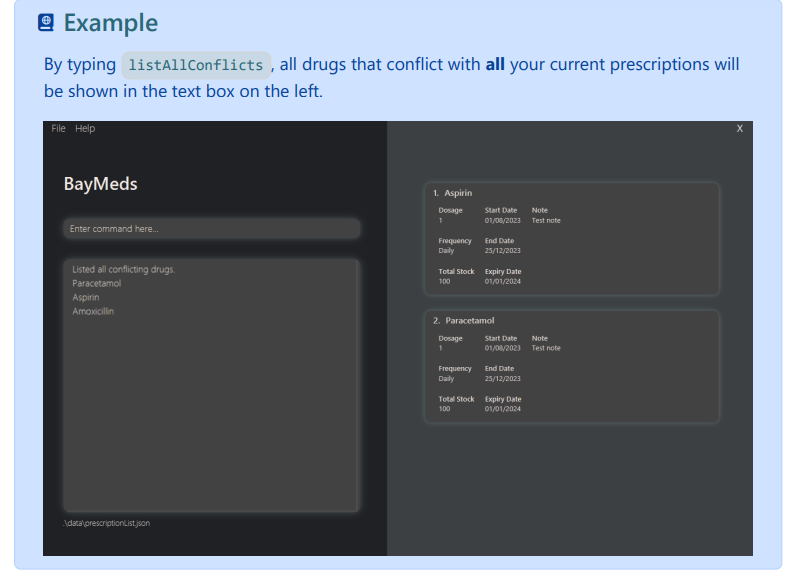 Example
By typing listAllConflicts , all drugs that conflict with all your current prescriptions will
be shown in the text box on the left.
File Help
X
BayMeds
Enter command here...
Listed all conflicting drugs.
Paracetamol
Aspirin
Amoxicillin
.\data\prescriptionList.json
1. Aspirin
Dosage Start Date Note
1 01/08/2023 Test note
Frequency End Date
Daily 25/12/2023
Total Stock Expiry Date
100 01/01/2024
2. Paracetamol
Dosage Start Date Note
1 01/08/2023 Test note
Frequency End Date
Daily 25/12/2023
Total Stock Expiry Date
100 01/01/2024